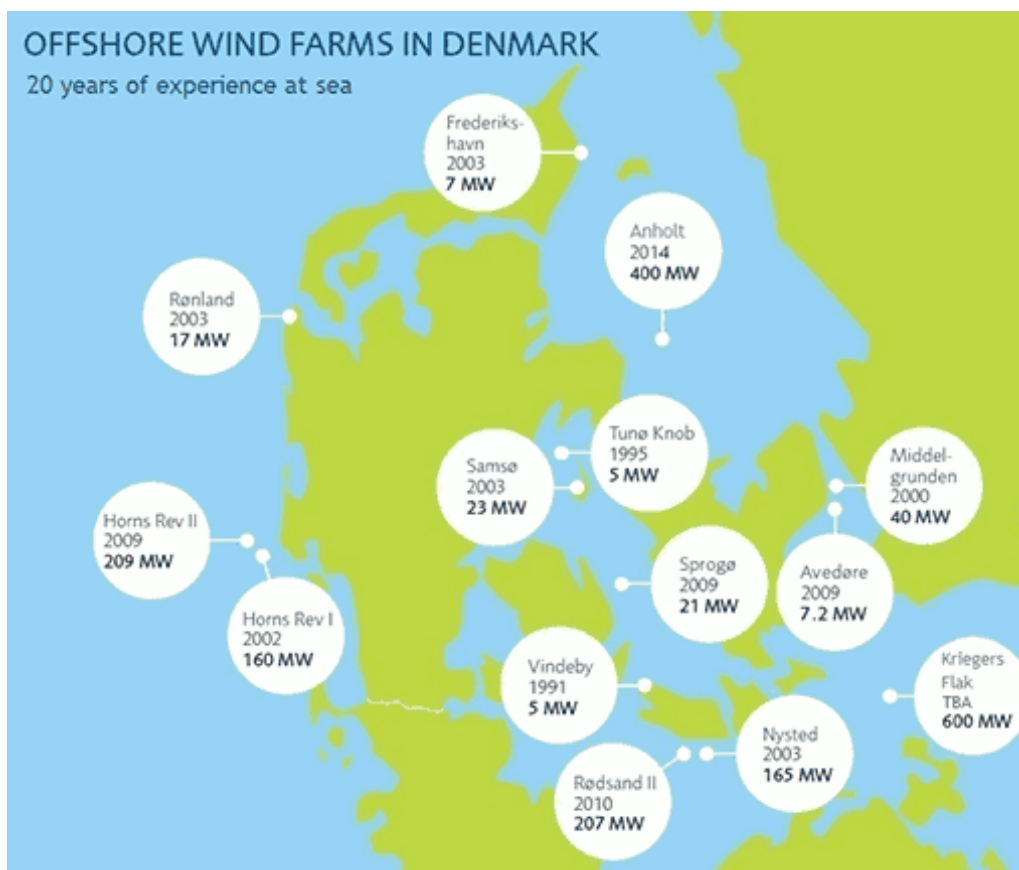 OFFSHORE WIND FARMS IN DENMARK
20 years of experience at sea
Frederiks-
havn
2003
7 MW
Anholt
2014
400 MW
Rønland
2003
17 MW
Tunø Knob
1995
5 MW
Samsø
2003
23 MW
Middel-
grunden
2000
40 MW
Horns Rev II
2009
209 MW
Sprogø
2009
21 MW
Avedøre
2009
7.2 MW
Horns Rev I
2002
160 MW
Vindeby
1991
5 MW
Kriegers
Flak
TBA
600 MW
Nysted
2003
165 MW
Rødsand II
2010
207 MW